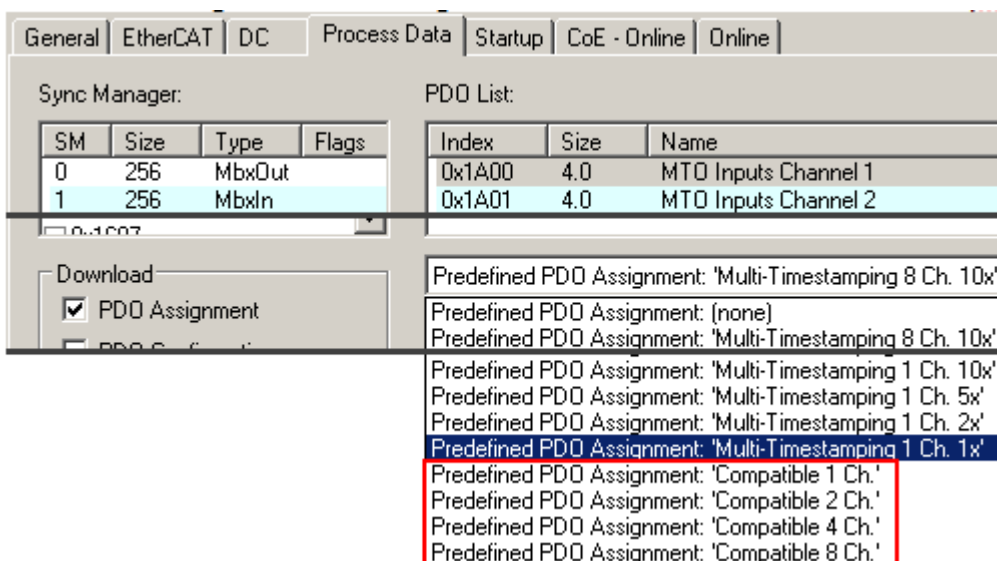 General EtherCAT DC Process Data Startup CoE - Online Online
Sync Manager: PDO List:
SM Size Type Flags Index Size Name
0 256 MbxOut 0x1A00 4.0 MTO Inputs Channel 1
1 256 MbxIn 0x1A01 4.0 MTO Inputs Channel 2
Download
Predefined PDO Assignment: 'Multi-Timestamping 8 Ch. 10x'
PDO Assignment
Predefined PDO Assignment: (none)
Predefined PDO Assignment: 'Multi-Timestamping 8 Ch. 10x'
Predefined PDO Assignment: 'Multi-Timestamping 1 Ch. 10x'
Predefined PDO Assignment: 'Multi-Timestamping 1 Ch. 5x'
Predefined PDO Assignment: 'Multi-Timestamping 1 Ch. 2x'
Predefined PDO Assignment: 'Multi-Timestamping 1 Ch. 1x'
Predefined PDO Assignment: 'Compatible 1 Ch.'
Predefined PDO Assignment: 'Compatible 2 Ch.'
Predefined PDO Assignment: 'Compatible 4 Ch.'
Predefined PDO Assignment: 'Compatible 8 Ch.'